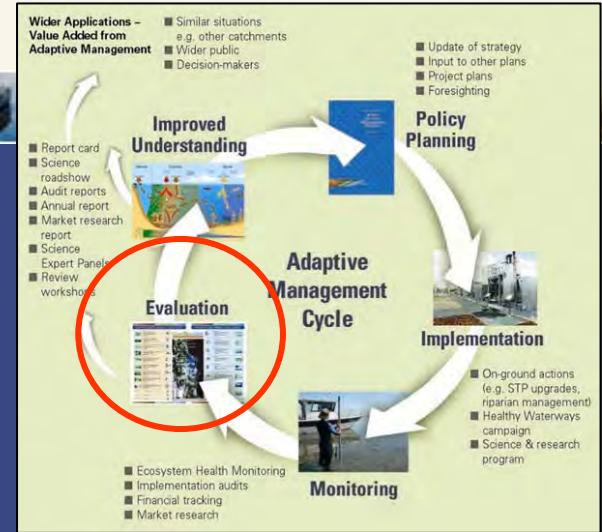 Wider Applications –
Value Added from
Adaptive Management
■ Similar situations
e.g. other catchments
■ Wider public
■ Decision-makers
■ Update of strategy
■ Input to other plans
■ Project plans
■ Foresighting
Improved
Understanding
Policy
Planning
■ Report card
■ Science
roadshow
■ Audit reports
■ Annual report
■ Market research
report
■ Science
Expert Panels
■ Review
workshops
Adaptive
Management
Cycle
Evaluation
Implementation
■ On-ground actions
(e.g. STP upgrades,
riparian management)
■ Healthy Waterways
campaign
■ Science & research
program
■ Ecosystem Health Monitoring
■ Implementation audits
■ Financial tracking
■ Market research
Monitoring